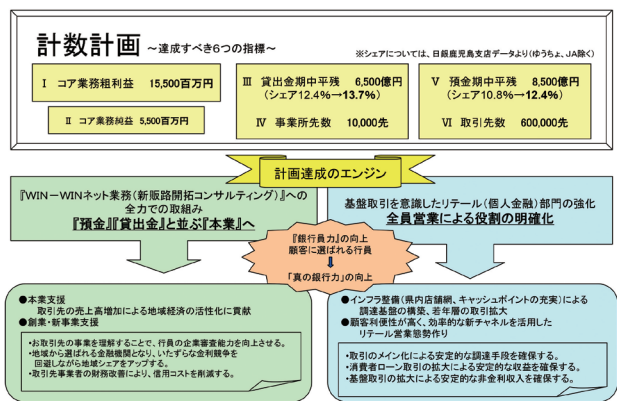 計数計画 ～達成すべき6つの指標～
※シェアについては、日銀鹿児島支店データより(ゆうちょ、JA除く)
Ⅰ コア業務粗利益 15,500百万円
Ⅱ コア業務純益 5,500百万円
Ⅲ 貸出金期中平残 6,500億円
(シェア12.4%→13.7%)
Ⅳ 事業所先数 10,000先
Ⅴ 預金期中平残 8,500億円
(シェア10.8%→12.4%)
Ⅵ 取引先数 600,000先
計画達成のエンジン
『WIN－WINネット業務(新販路開拓コンサルティング)』への
全力での取組み
『預金』『貸出金』と並ぶ『本業』へ
基盤取引を意識したリテール(個人金融)部門の強化
全員営業による役割の明確化
『銀行員力』の向上
顧客に選ばれる行員
「真の銀行力」の向上
●本業支援
取引先の売上高増加による地域経済の活性化に貢献
●創業・新事業支援
・お取引先の事業を理解することで、行員の企業審査能力を向上させる。
・地域から選ばれる金融機関となり、いたずらな金利競争を
回避しながら地域シェアをアップする。
・取引先事業者の財務改善により、信用コストを削減する。
●インフラ整備(県内店舗網、キャッシュポイントの充実)による
調達基盤の構築、若年層の取引拡大
●顧客利便性が高く、効率的な新チャネルを活用した
リテール営業態勢作り
・取引のメイン化による安定的な調達手段を確保する。
・消費者ローン取引の拡大による安定的な収益を確保する。
・基盤取引の拡大による安定的な非金利収入を確保する。